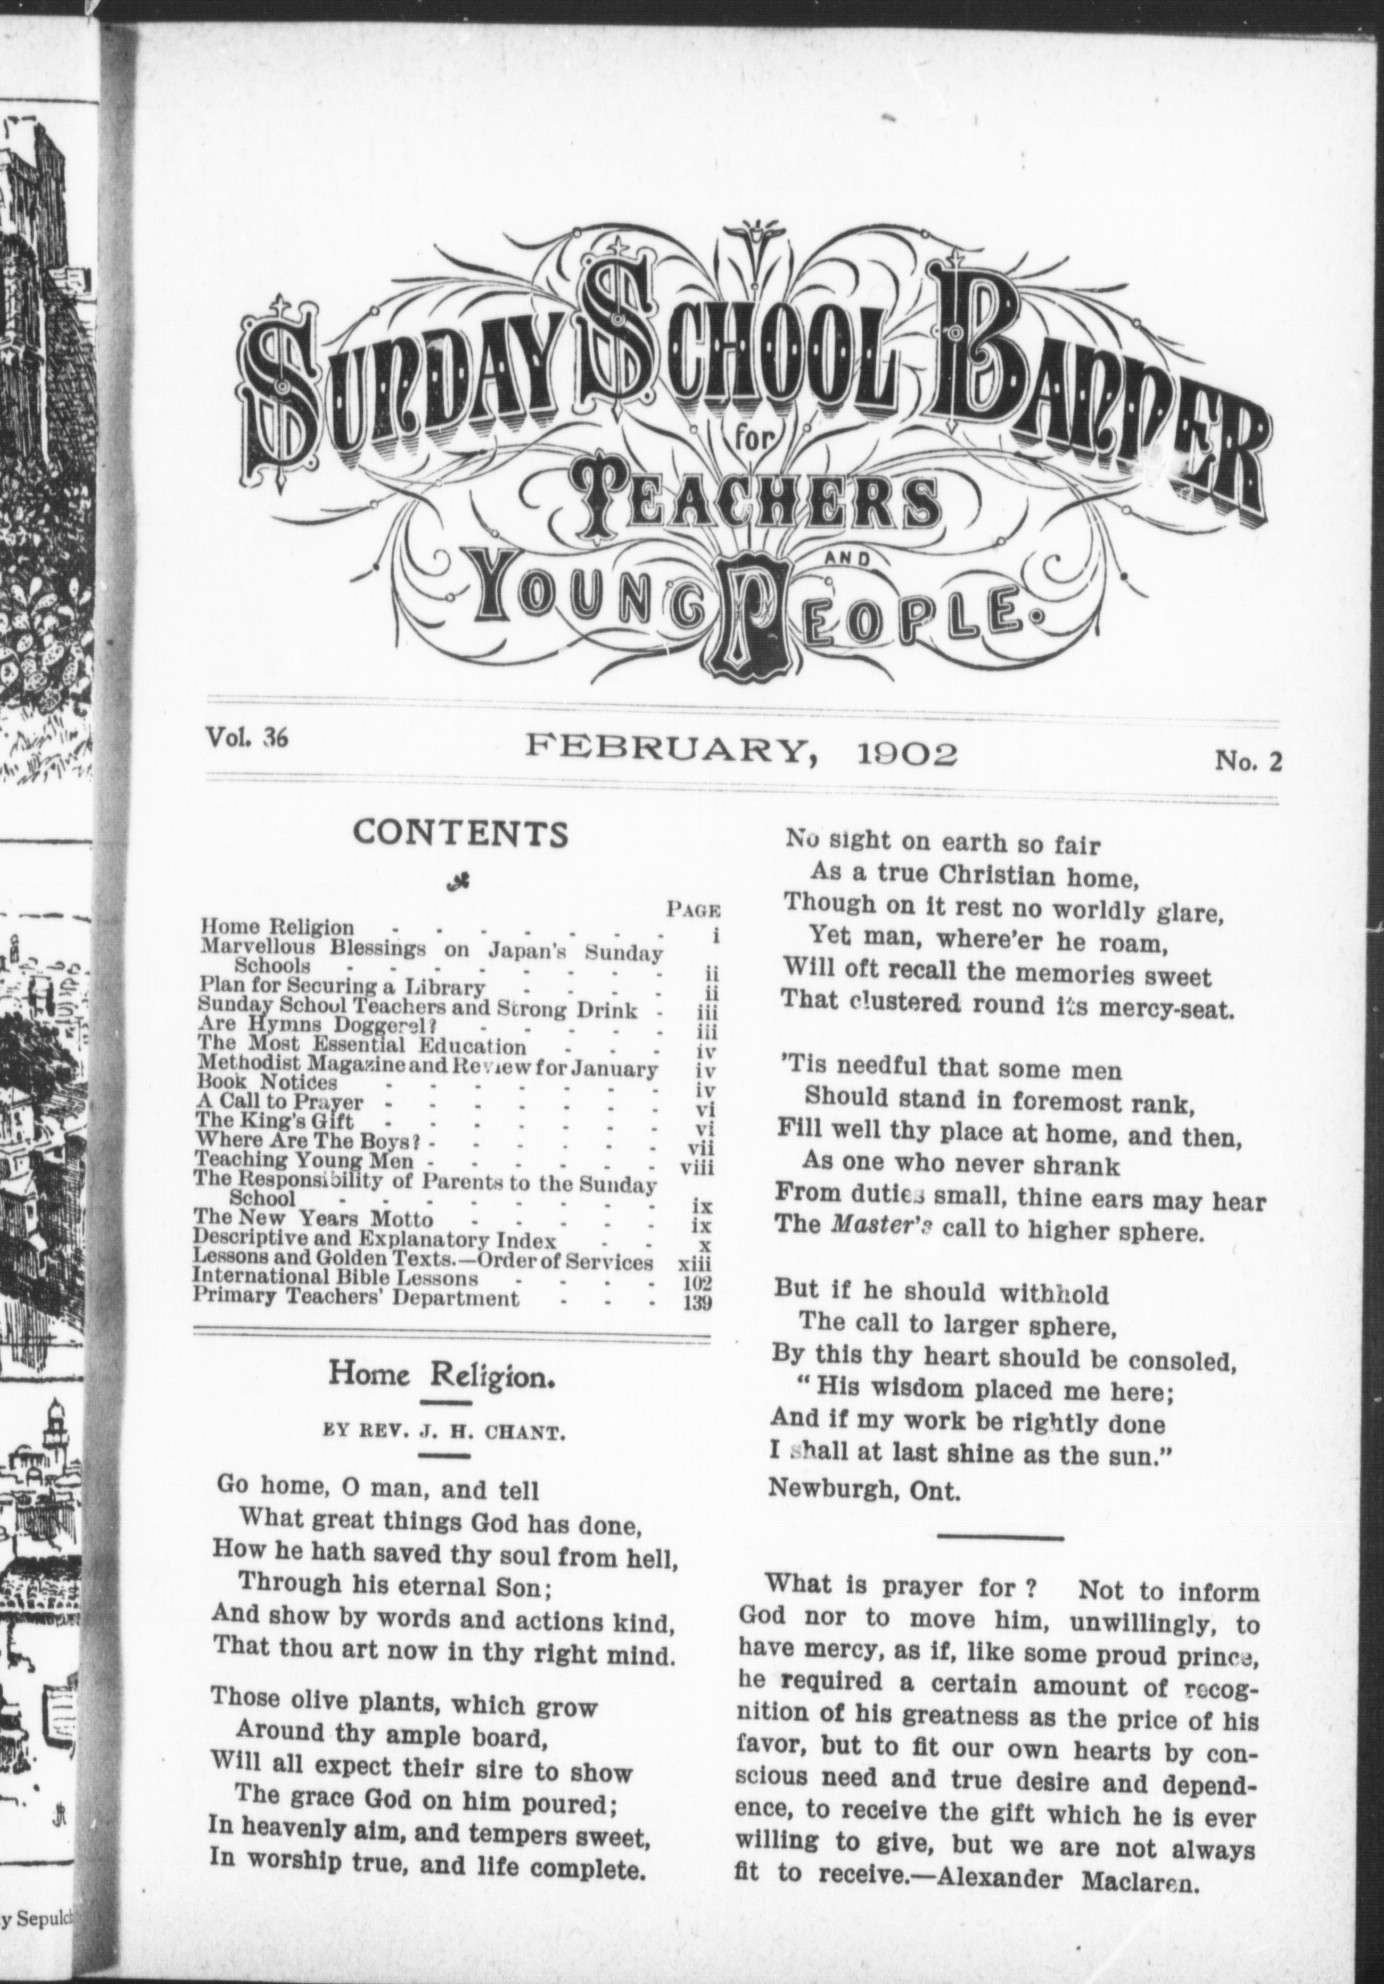 SUNDAY SCHOOL BANNER
for
TEACHERS
AND
YOUNG PEOPLE.
Vol. 36
FEBRUARY, 1902
No. 2
CONTENTS
PAGE
Home Religion - - - - - - - i
Marvellous Blessings on Japan's Sunday
Schools - - - - - - - - ii
Plan for Securing a Library - - - - ii
Sunday School Teachers and Strong Drink - iii
Are Hymns Doggerel? - - - - - iii
The Most Essential Education - - - iv
Methodist Magazine and Review for January iv
Book Notices - - - - - - - iv
A Call to Prayer - - - - - - - vi
The King's Gift - - - - - - - vi
Where Are The Boys? - - - - - - vii
Teaching Young Men - - - - - - viii
The Responsibility of Parents to the Sunday
School - - - - - - - - ix
The New Years Motto - - - - - ix
Descriptive and Explanatory Index - - x
Lessons and Golden Texts.—Order of Services xiii
International Bible Lessons - - - - 102
Primary Teachers' Department - - - 139
Home Religion.
BY REV. J. H. CHANT.
Go home, O man, and tell
What great things God has done,
How he hath saved thy soul from hell,
Through his eternal Son;
And show by words and actions kind,
That thou art now in thy right mind.
Those olive plants, which grow
Around thy ample board,
Will all expect their sire to show
The grace God on him poured;
In heavenly aim, and tempers sweet,
In worship true, and life complete.
No sight on earth so fair
As a true Christian home,
Though on it rest no worldly glare,
Yet man, where'er he roam,
Will oft recall the memories sweet
That clustered round its mercy-seat.
'Tis needful that some men
Should stand in foremost rank,
Fill well thy place at home, and then,
As one who never shrank
From duties small, thine ears may hear
The Master's call to higher sphere.
But if he should withhold
The call to larger sphere,
By this thy heart should be consoled,
" His wisdom placed me here;
And if my work be rightly done
I shall at last shine as the sun."
Newburgh, Ont.
What is prayer for ? Not to inform
God nor to move him, unwillingly, to
have mercy, as if, like some proud prince,
he required a certain amount of recog-
nition of his greatness as the price of his
favor, but to fit our own hearts by con-
scious need and true desire and depend-
ence, to receive the gift which he is ever
willing to give, but we are not always
fit to receive.—Alexander Maclaren.